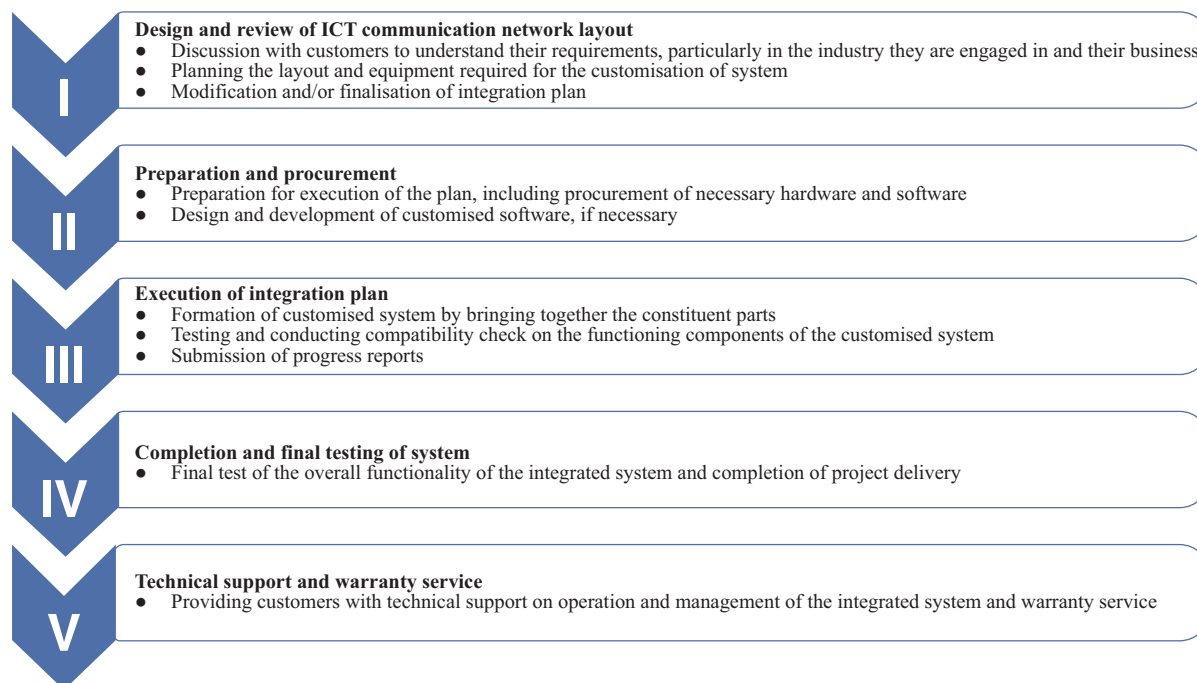 I
Design and review of ICT communication network layout
● Discussion with customers to understand their requirements, particularly in the industry they are engaged in and their business
● Planning the layout and equipment required for the customisation of system
● Modification and/or finalisation of integration plan
II
Preparation and procurement
● Preparation for execution of the plan, including procurement of necessary hardware and software
● Design and development of customised software, if necessary
III
Execution of integration plan
● Formation of customised system by bringing together the constituent parts
● Testing and conducting compatibility check on the functioning components of the customised system
● Submission of progress reports
IV
Completion and final testing of system
● Final test of the overall functionality of the integrated system and completion of project delivery
V
Technical support and warranty service
● Providing customers with technical support on operation and management of the integrated system and warranty service